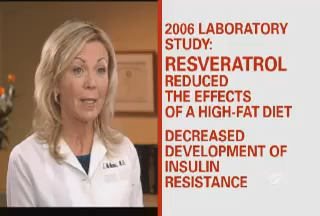 2006 LABORATORY
STUDY:
RESVERATROL
REDUCED
THE EFFECTS
OF A HIGH-FAT DIET
DECREASED
DEVELOPMENT OF
INSULIN
RESISTANCE